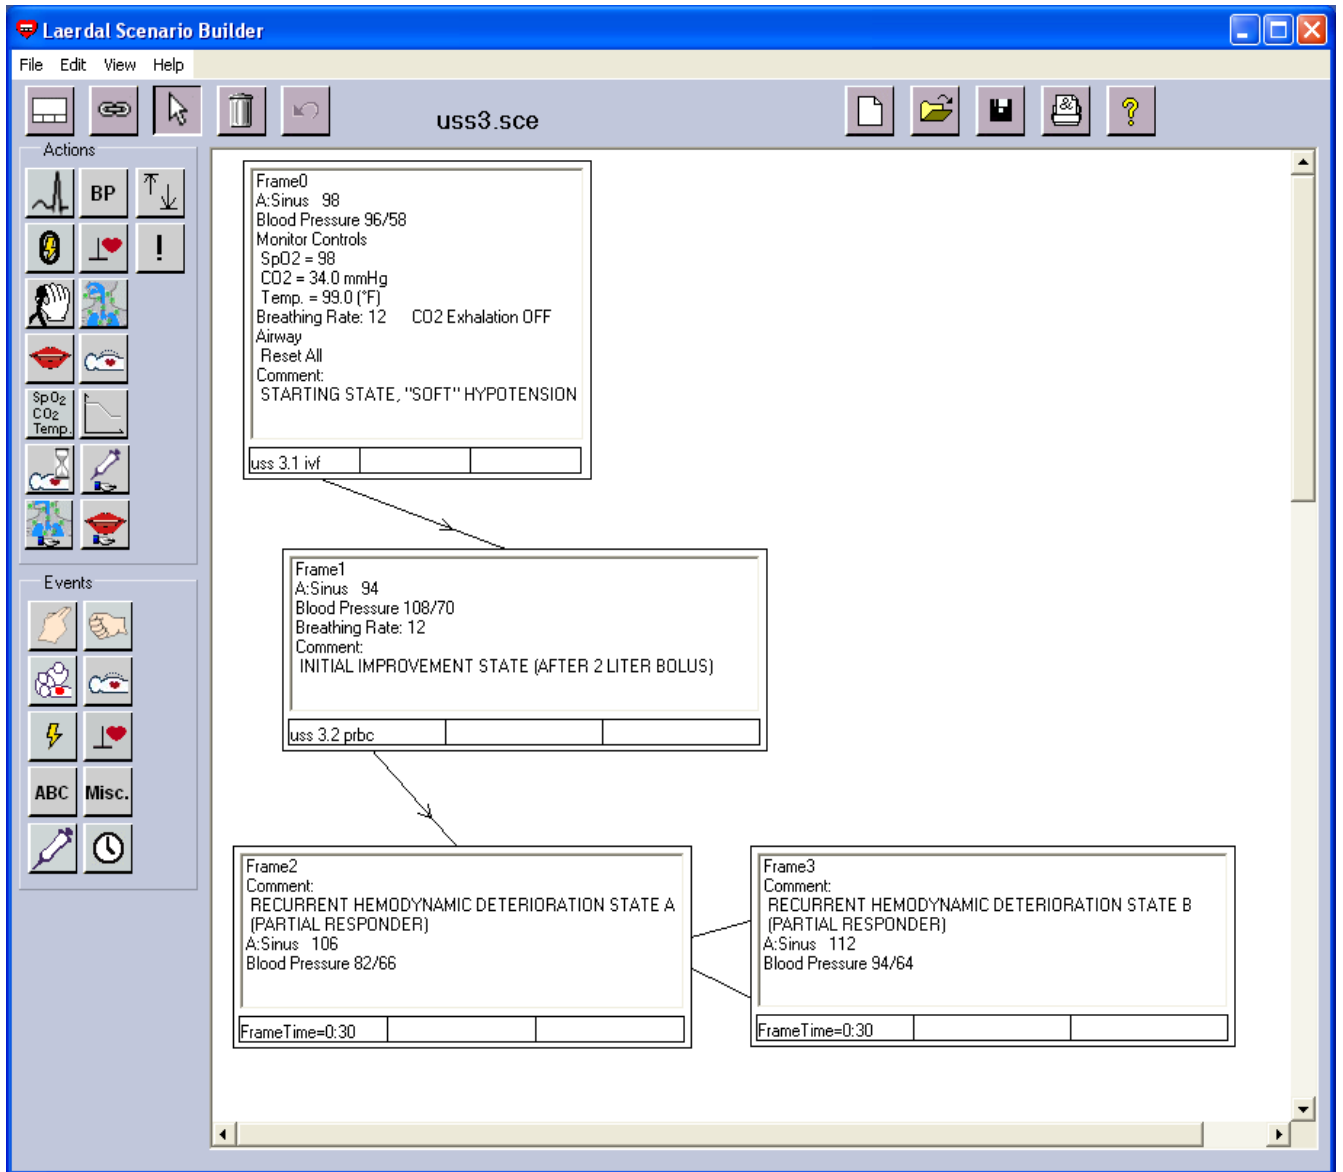 Laerdal Scenario Builder
File Edit View Help
uss3.sce
Actions
BP
!
SpO2
CO2
Temp.
Events
ABC Misc.
Frame0
A:Sinus 98
Blood Pressure 96/58
Monitor Controls
SpO2 = 98
CO2 = 34.0 mmHg
Temp. = 99.0 (°F)
Breathing Rate: 12 CO2 Exhalation OFF
Airway
Reset All
Comment:
STARTING STATE, "SOFT" HYPOTENSION
uss 3.1 ivf
Frame1
A:Sinus 94
Blood Pressure 108/70
Breathing Rate: 12
Comment:
INITIAL IMPROVEMENT STATE (AFTER 2 LITER BOLUS)
uss 3.2 prbc
Frame2
Comment:
RECURRENT HEMODYNAMIC DETERIORATION STATE A
(PARTIAL RESPONDER)
A:Sinus 106
Blood Pressure 82/66
FrameTime=0:30
Frame3
Comment:
RECURRENT HEMODYNAMIC DETERIORATION STATE B
(PARTIAL RESPONDER)
A:Sinus 112
Blood Pressure 94/64
FrameTime=0:30